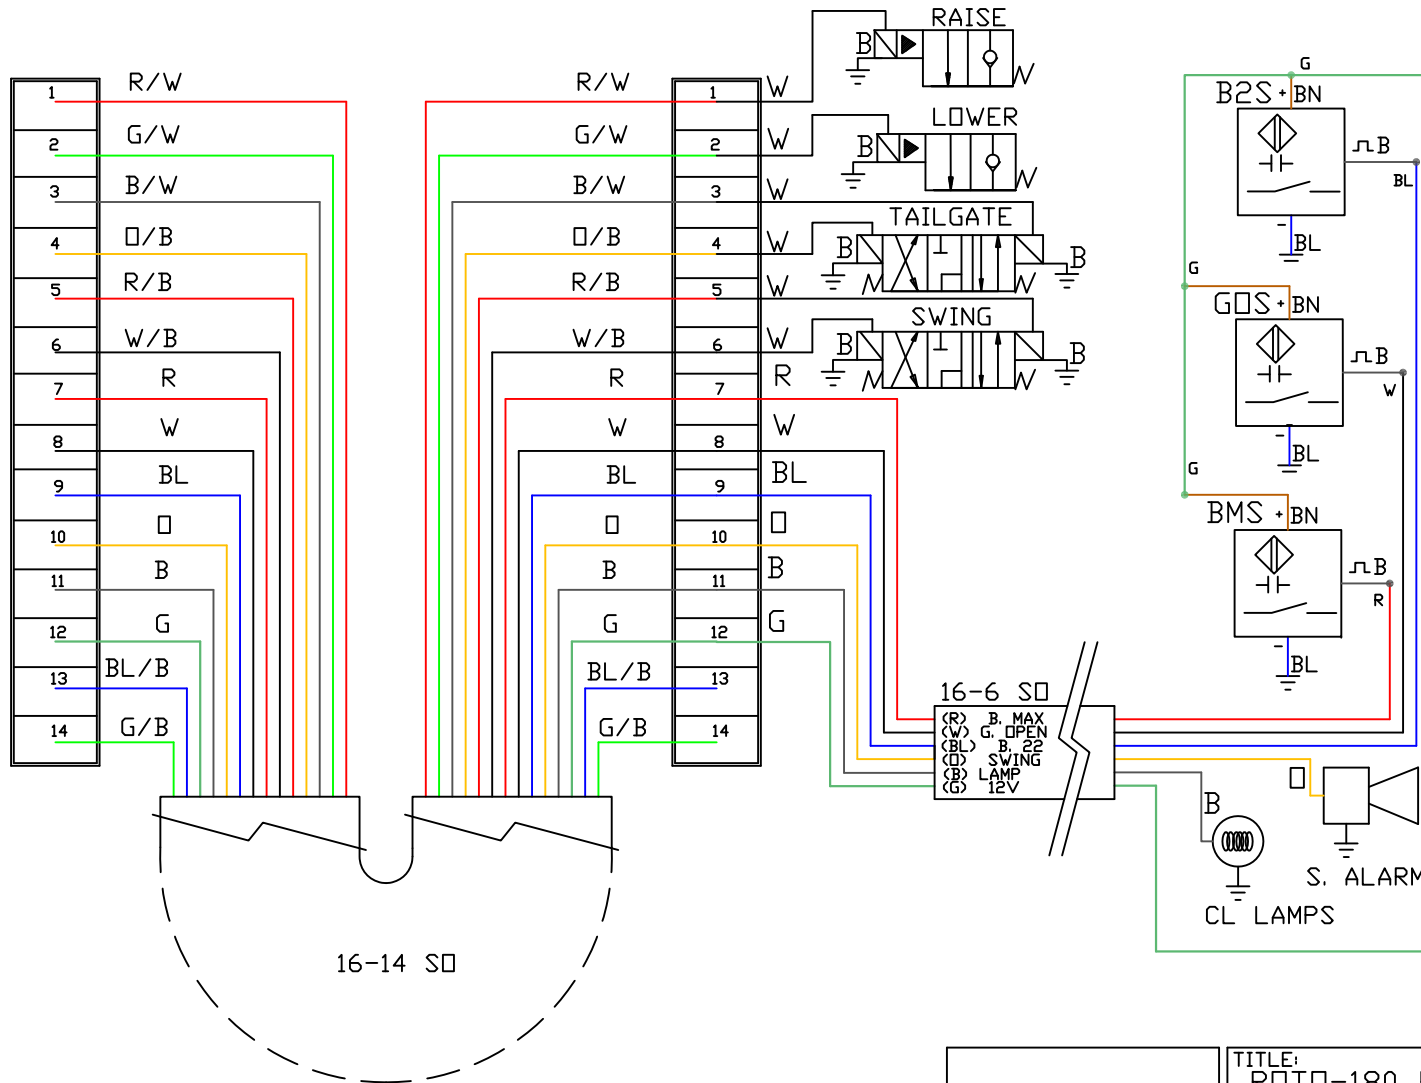 1 R/W
2 G/W
3 B/W
4 O/B
5 R/B
6 W/B
7 R
8 W
9 BL
10 O
11 B
12 G
13 BL/B
14 G/B
R/W 1 W
G/W 2 W
B/W 3 W
O/B 4 W
R/B 5 W
W/B 6 W
R 7 R
W 8 W
BL 9 BL
O 10 O
B 11 B
G 12 G
BL/B 13
G/B 14
16-14 SO
RAISE
B
LOWER
B
TAILGATE
B B
SWING
B B
16-6 SO
(R) B. MAX
(W) G. OPEN
(BL) B. 22
(O) SWING
(B) LAMP
(G) 12V
G
B2S + BN
B
BL
- BL
G
GOS + BN
B
W
- BL
G
BMS + BN
B
R
- BL
O
S. ALARM
B
CL LAMPS
TITLE:
ROTO-180